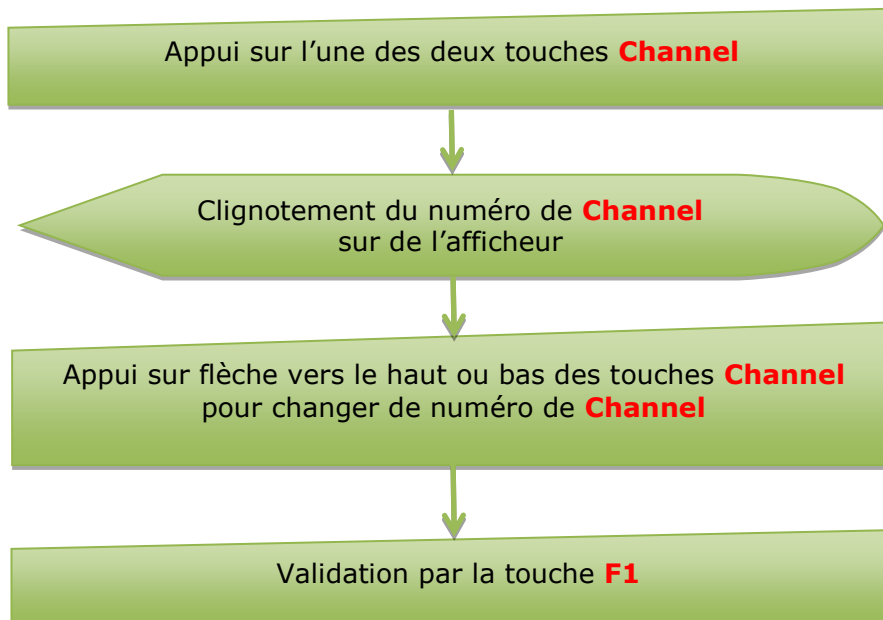 Appui sur l’une des deux touches Channel
Clignotement du numéro de Channel
sur de l’afficheur
Appui sur flèche vers le haut ou bas des touches Channel
pour changer de numéro de Channel
Validation par la touche F1